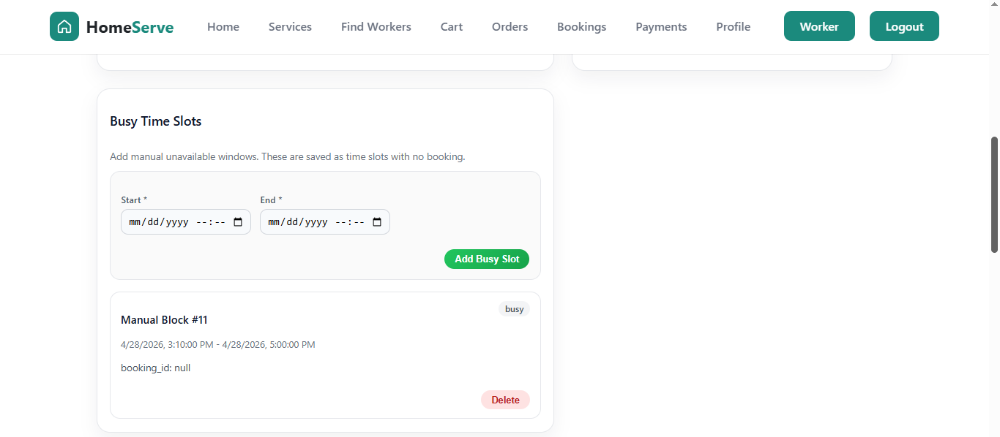 HomeServe Home Services Find Workers Cart Orders Bookings Payments Profile Worker Logout
Busy Time Slots
Add manual unavailable windows. These are saved as time slots with no booking.
Start * End *
mm/dd/yyyy --:-- mm/dd/yyyy --:--
Add Busy Slot
busy
Manual Block #11
4/28/2026, 3:10:00 PM - 4/28/2026, 5:00:00 PM
booking_id: null
Delete